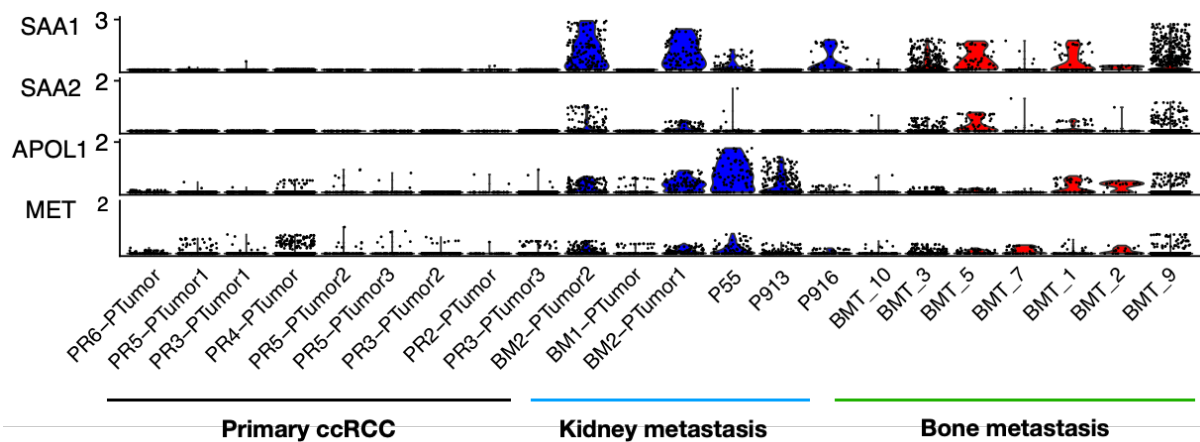 SAA1 3
SAA2 2
APOL1 2
MET 2
PR6−PTumor PR5−PTumor1 PR3−PTumor1 PR4−PTumor PR5−PTumor2 PR5−PTumor3 PR3−PTumor2 PR2−PTumor PR3−PTumor3 BM2−PTumor2 BM1−PTumor BM2−PTumor1 P55 P913 P916 BMT_10 BMT_3 BMT_5 BMT_7 BMT_1 BMT_2 BMT_9
Primary ccRCC Kidney metastasis Bone metastasis